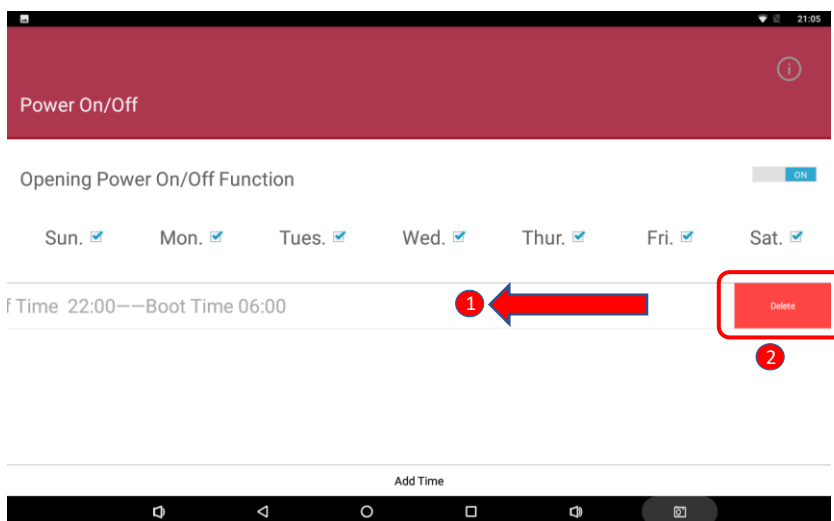 21:05
Power On/Off
Opening Power On/Off Function
ON
Sun. Mon. Tues. Wed. Thur. Fri. Sat.
f Time 22:00——Boot Time 06:00
1
Delete
2
Add Time